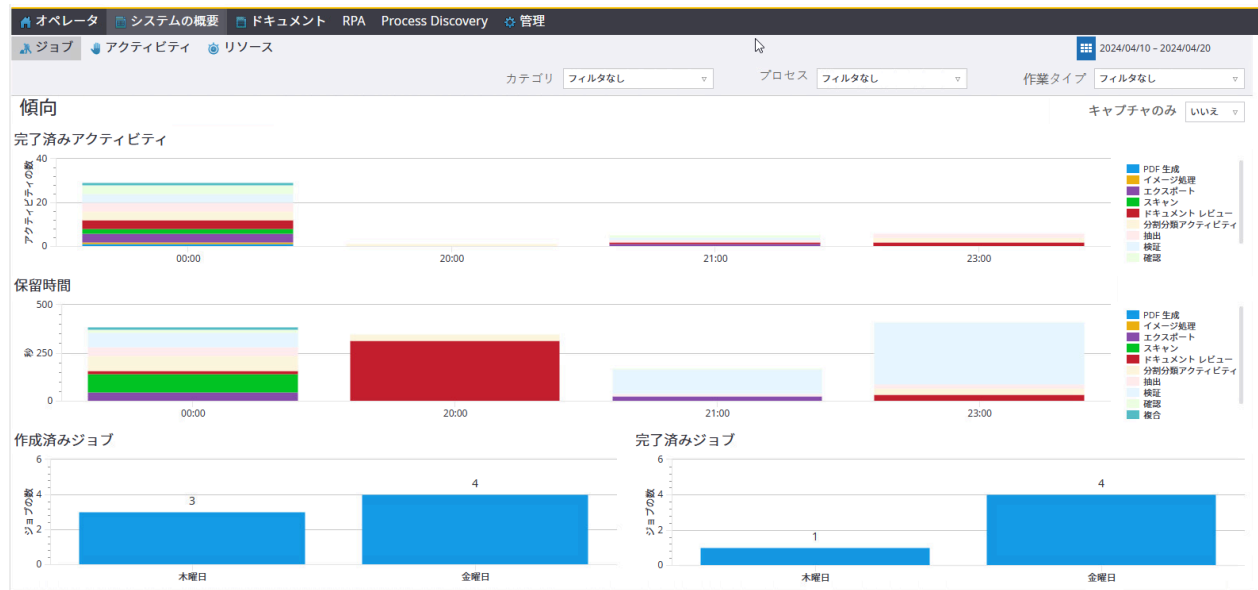 オペレータ システムの概要 ドキュメント RPA Process Discovery 管理
ジョブ アクティビティ リソース 2024/04/10 – 2024/04/20
カテゴリ フィルタなし プロセス フィルタなし 作業タイプ フィルタなし
傾向 キャプチャのみ いいえ
完了済みアクティビティ
アクティビティの数
40
20
0
00:00 20:00 21:00 23:00
PDF 生成
イメージ処理
エクスポート
スキャン
ドキュメント レビュー
分割分類アクティビティ
抽出
検証
確認
保留時間
秒
500
250
0
00:00 20:00 21:00 23:00
PDF 生成
イメージ処理
エクスポート
スキャン
ドキュメント レビュー
分割分類アクティビティ
抽出
検証
確認
複合
作成済みジョブ
ジョブの数
6
4
2
0
3
4
木曜日 金曜日
完了済みジョブ
ジョブの数
6
4
2
0
1
4
木曜日 金曜日